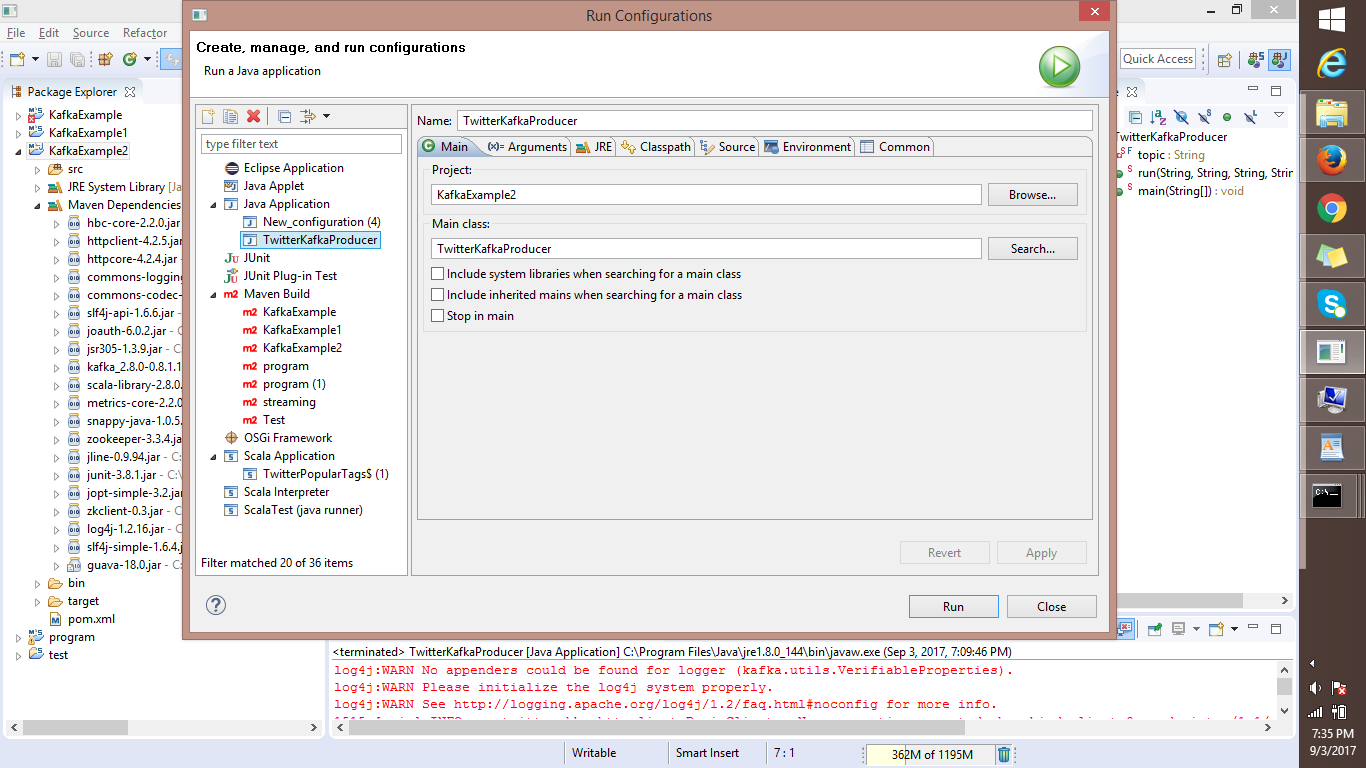 Run Configurations
File Edit Source Refactor
Quick Access
Create, manage, and run configurations
Run a Java application
Package Explorer
KafkaExample
KafkaExample1
KafkaExample2
src
JRE System Library [Ja
Maven Dependencies
hbc-core-2.2.0.jar
httpclient-4.2.5.jar
httpcore-4.2.4.jar
commons-logging
commons-codec-
slf4j-api-1.6.6.jar -
joauth-6.0.2.jar - C
jsr305-1.3.9.jar - C:
kafka_2.8.0-0.8.1.1
scala-library-2.8.0.
metrics-core-2.2.0
snappy-java-1.0.5.
zookeeper-3.3.4.ja
jline-0.9.94.jar - C:
junit-3.8.1.jar - C:\
jopt-simple-3.2.jar
zkclient-0.3.jar - C:
log4j-1.2.16.jar - C
slf4j-simple-1.6.4.j
guava-18.0.jar - C:
bin
target
pom.xml
program
test
type filter text
Eclipse Application
Java Applet
Java Application
New_configuration (4)
TwitterKafkaProducer
JUnit
JUnit Plug-in Test
Maven Build
KafkaExample
KafkaExample1
KafkaExample2
program
program (1)
streaming
Test
OSGi Framework
Scala Application
TwitterPopularTags$ (1)
Scala Interpreter
ScalaTest (java runner)
Filter matched 20 of 36 items
Name: TwitterKafkaProducer
Main Arguments JRE Classpath Source Environment Common
Project:
KafkaExample2 Browse...
Main class:
TwitterKafkaProducer Search...
Include system libraries when searching for a main class
Include inherited mains when searching for a main class
Stop in main
Revert Apply
Run Close
TwitterKafkaProducer
topic : String
run(String, String, String, Strin
main(String[]) : void
<terminated> TwitterKafkaProducer [Java Application] C:\Program Files\Java\jre1.8.0_144\bin\javaw.exe (Sep 3, 2017, 7:09:46 PM)
log4j:WARN No appenders could be found for logger (kafka.utils.VerifiableProperties).
log4j:WARN Please initialize the log4j system properly.
log4j:WARN See http://logging.apache.org/log4j/1.2/faq.html#noconfig for more info.
Writable Smart Insert 7 : 1 362M of 1195M
7:35 PM
9/3/2017